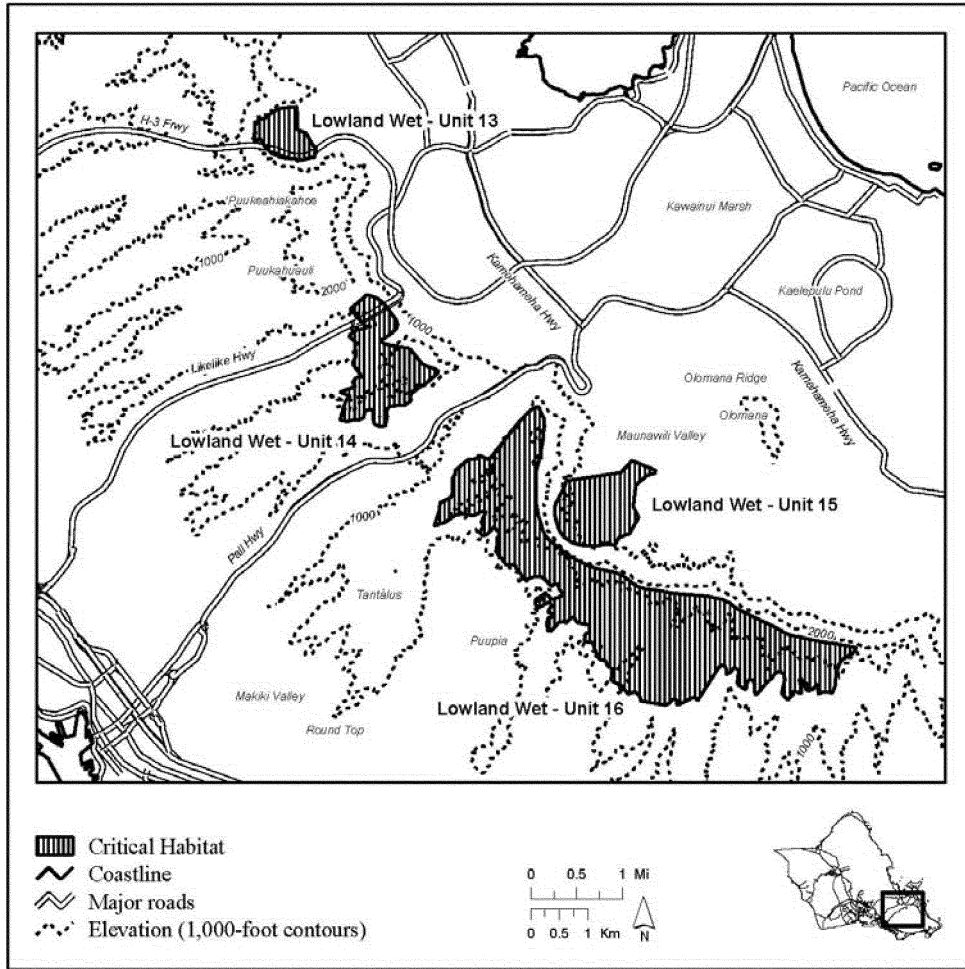 Pacific Ocean
Lowland Wet - Unit 13
H-3 Frwy
Puukeahiakahoe
Kawainui Marsh
1000
Puukahuauli
Kamehameha Hwy
2000
Kaelepulu Pond
1000
Likelike Hwy
Olomana Ridge
Kamehameha Hwy
Olomana
Lowland Wet - Unit 14
Maunawili Valley
Lowland Wet - Unit 15
1000
Pali Hwy
Tantalus
2000
Puupia
Makiki Valley
Lowland Wet - Unit 16
Round Top
1000
Critical Habitat
Coastline
Major roads
Elevation (1,000-foot contours)
0 0.5 1 Mi
0 0.5 1 Km
N